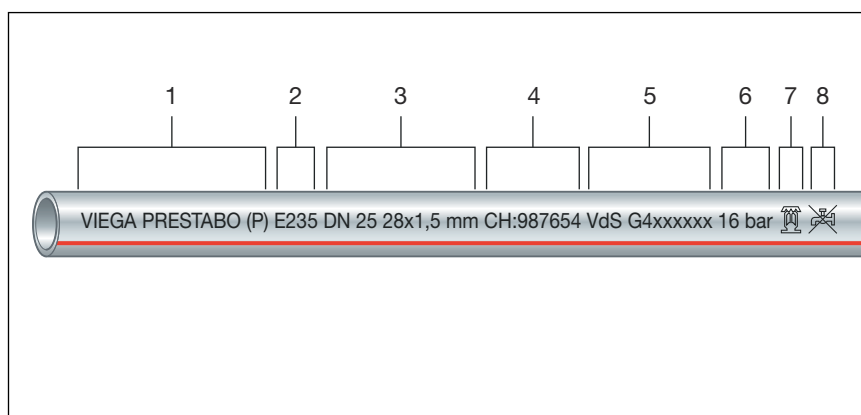 1 2 3 4 5 6 7 8
VIEGA PRESTABO (P) E235 DN 25 28x1,5 mm CH:987654 VdS G4xxxxxx 16 bar